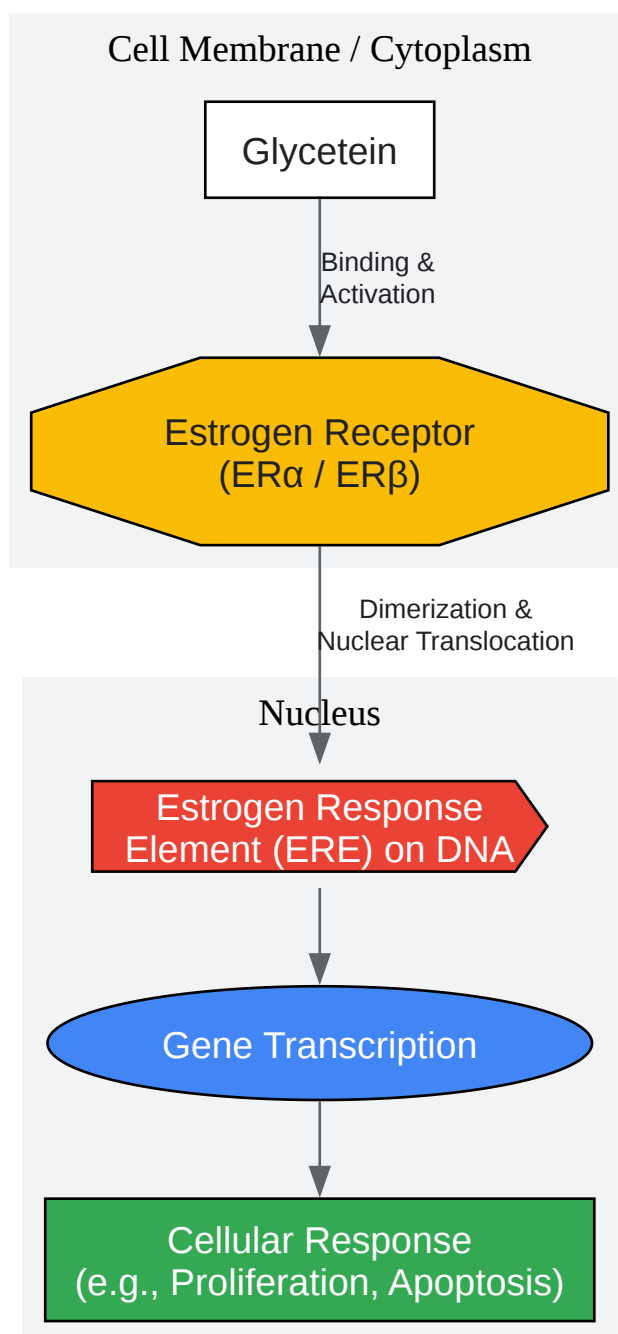 Cell Membrane / Cytoplasm
Glycetein
Binding &
Activation
Estrogen Receptor
(ERα / ERβ)
Dimerization &
Nuclear Translocation
Nucleus
Estrogen Response
Element (ERE) on DNA
Gene Transcription
Cellular Response
(e.g., Proliferation, Apoptosis)